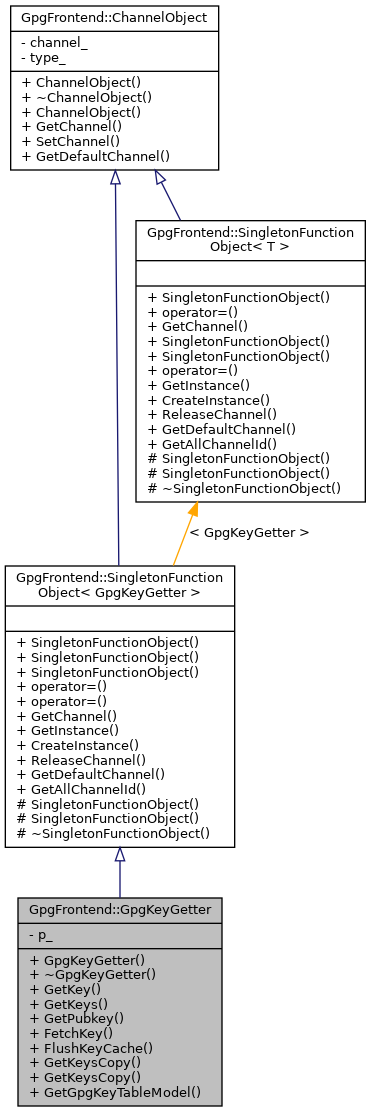 GpgFrontend::ChannelObject
- channel_
- type_
+ ChannelObject()
+ ~ChannelObject()
+ ChannelObject()
+ GetChannel()
+ SetChannel()
+ GetDefaultChannel()
GpgFrontend::SingletonFunction
Object< T >
+ SingletonFunctionObject()
+ operator=()
+ GetChannel()
+ SingletonFunctionObject()
+ SingletonFunctionObject()
+ operator=()
+ GetInstance()
+ CreateInstance()
+ ReleaseChannel()
+ GetDefaultChannel()
+ GetAllChannelId()
# SingletonFunctionObject()
# SingletonFunctionObject()
# ~SingletonFunctionObject()
< GpgKeyGetter >
GpgFrontend::SingletonFunction
Object< GpgKeyGetter >
+ SingletonFunctionObject()
+ SingletonFunctionObject()
+ SingletonFunctionObject()
+ operator=()
+ operator=()
+ GetChannel()
+ GetInstance()
+ CreateInstance()
+ ReleaseChannel()
+ GetDefaultChannel()
+ GetAllChannelId()
# SingletonFunctionObject()
# SingletonFunctionObject()
# ~SingletonFunctionObject()
GpgFrontend::GpgKeyGetter
- p_
+ GpgKeyGetter()
+ ~GpgKeyGetter()
+ GetKey()
+ GetKeys()
+ GetPubkey()
+ FetchKey()
+ FlushKeyCache()
+ GetKeysCopy()
+ GetKeysCopy()
+ GetGpgKeyTableModel()